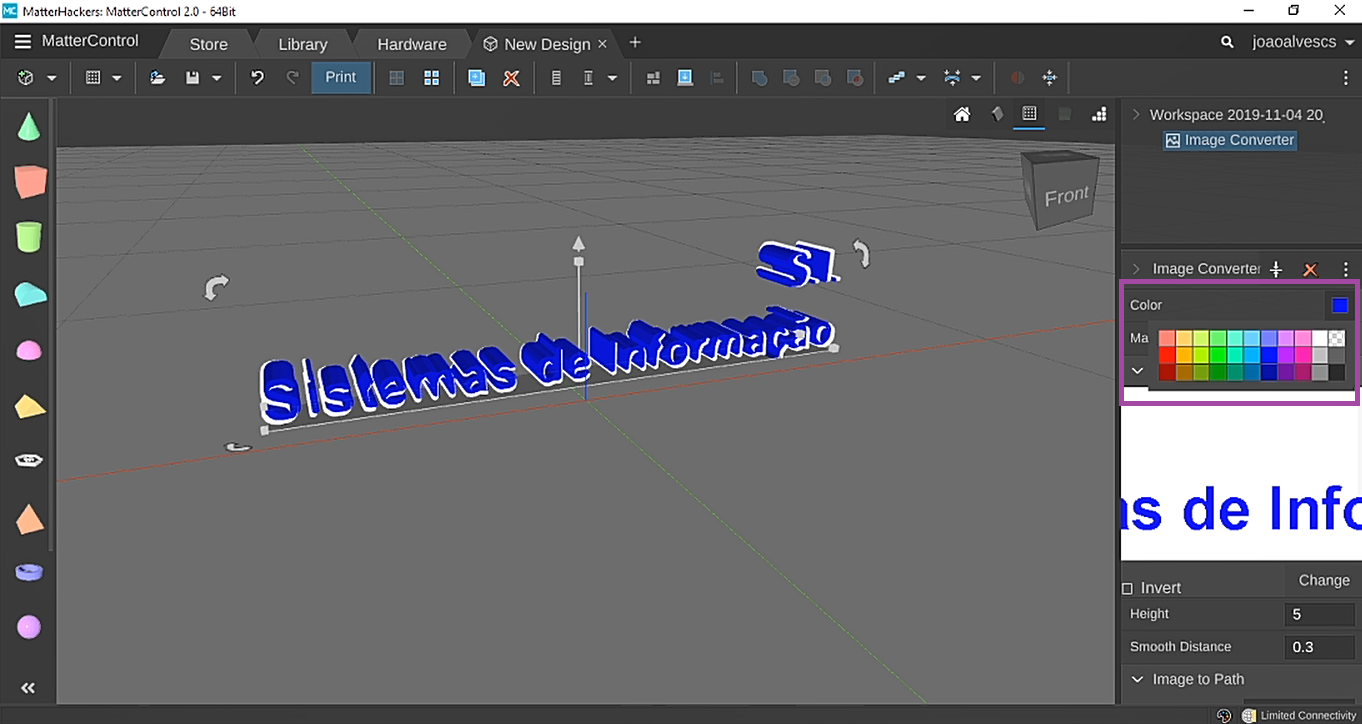 MatterHackers: MatterControl 2.0 - 64Bit
MatterControl
Store
Library
Hardware
New Design
joaoalvescs
Print
Workspace 2019-11-04 20
Image Converter
Front
Image Converter
Color
Ma
SI
Sistemas de Informação
as de Info
Invert
Change
Height
5
Smooth Distance
0.3
Image to Path
Limited Connectivity